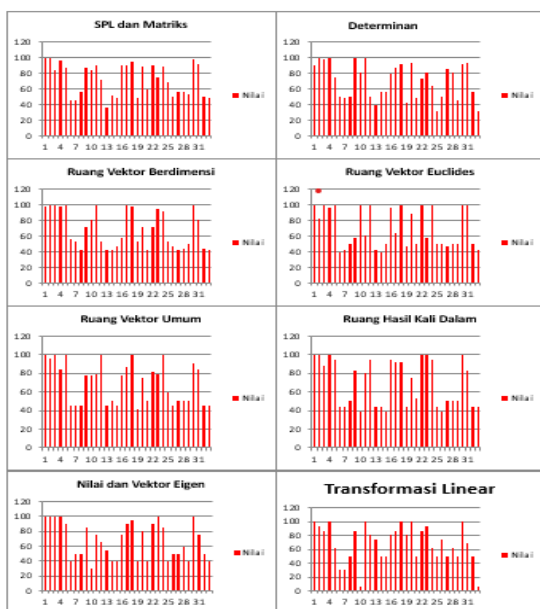 SPL dan Matriks
120
100
80
60
40
20
0
1 4 7 10 13 16 19 22 25 28 31
Nilai
Determinan
120
100
80
60
40
20
0
1 4 7 10 13 16 19 22 25 28 31
Nilai
Ruang Vektor Berdimensi
120
100
80
60
40
20
0
1 4 7 10 13 16 19 22 25 28 31
Nilai
Ruang Vektor Euclides
120
100
80
60
40
20
0
1 4 7 10 13 16 19 22 25 28 31
Nilai
Ruang Vektor Umum
120
100
80
60
40
20
0
1 4 7 10 13 16 19 22 25 28 31
Nilai
Ruang Hasil Kali Dalam
120
100
80
60
40
20
0
1 4 7 10 13 16 19 22 25 28 31
Nilai
Nilai dan Vektor Eigen
120
100
80
60
40
20
0
1 4 7 10 13 16 19 22 25 28 31
Nilai
Transformasi Linear
120
100
80
60
40
20
0
1 4 7 10 13 16 19 22 25 28 31
Nilai